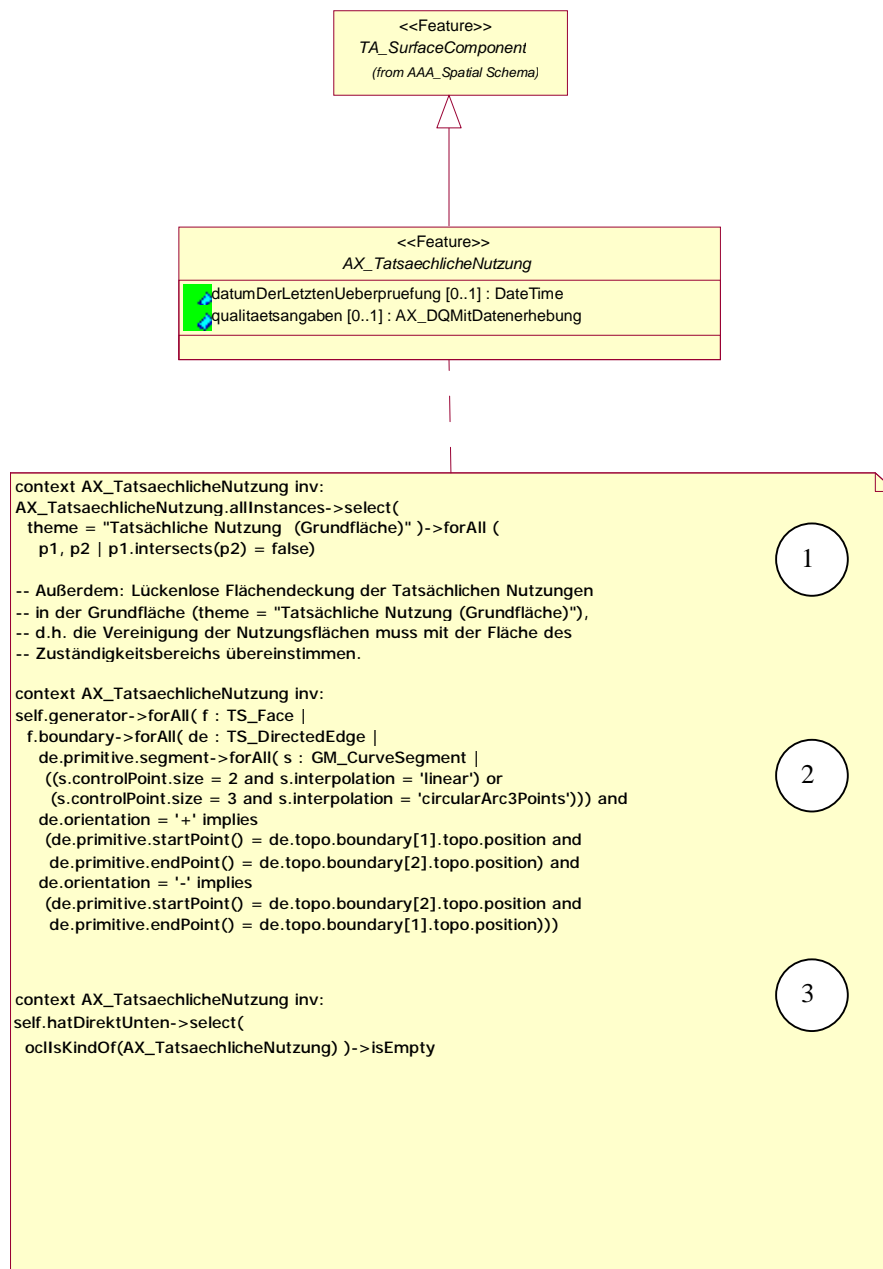 <<Feature>>
TA_SurfaceComponent
(from AAA_Spatial Schema)
<<Feature>>
AX_TatsaechlicheNutzung
datumDerLetztenUeberpruefung [0..1] : DateTime
qualitaetsangaben [0..1] : AX_DQMitDatenerhebung
context AX_TatsaechlicheNutzung inv:
AX_TatsaechlicheNutzung.allInstances->select(
theme = "Tatsächliche Nutzung (Grundfläche)" )->forAll (
p1, p2 | p1.intersects(p2) = false)
1
-- Außerdem: Lückenlose Flächendeckung der Tatsächlichen Nutzungen
-- in der Grundfläche (theme = "Tatsächliche Nutzung (Grundfläche)"),
-- d.h. die Vereinigung der Nutzungsflächen muss mit der Fläche des
-- Zuständigkeitsbereichs übereinstimmen.
context AX_TatsaechlicheNutzung inv:
self.generator->forAll( f : TS_Face |
f.boundary->forAll( de : TS_DirectedEdge |
de.primitive.segment->forAll( s : GM_CurveSegment |
((s.controlPoint.size = 2 and s.interpolation = 'linear') or
2
(s.controlPoint.size = 3 and s.interpolation = 'circularArc3Points'))) and
de.orientation = '+' implies
(de.primitive.startPoint() = de.topo.boundary[1].topo.position and
de.primitive.endPoint() = de.topo.boundary[2].topo.position) and
de.orientation = '-' implies
(de.primitive.startPoint() = de.topo.boundary[2].topo.position and
de.primitive.endPoint() = de.topo.boundary[1].topo.position)))
3
context AX_TatsaechlicheNutzung inv:
self.hatDirektUnten->select(
oclIsKindOf(AX_TatsaechlicheNutzung) )->isEmpty